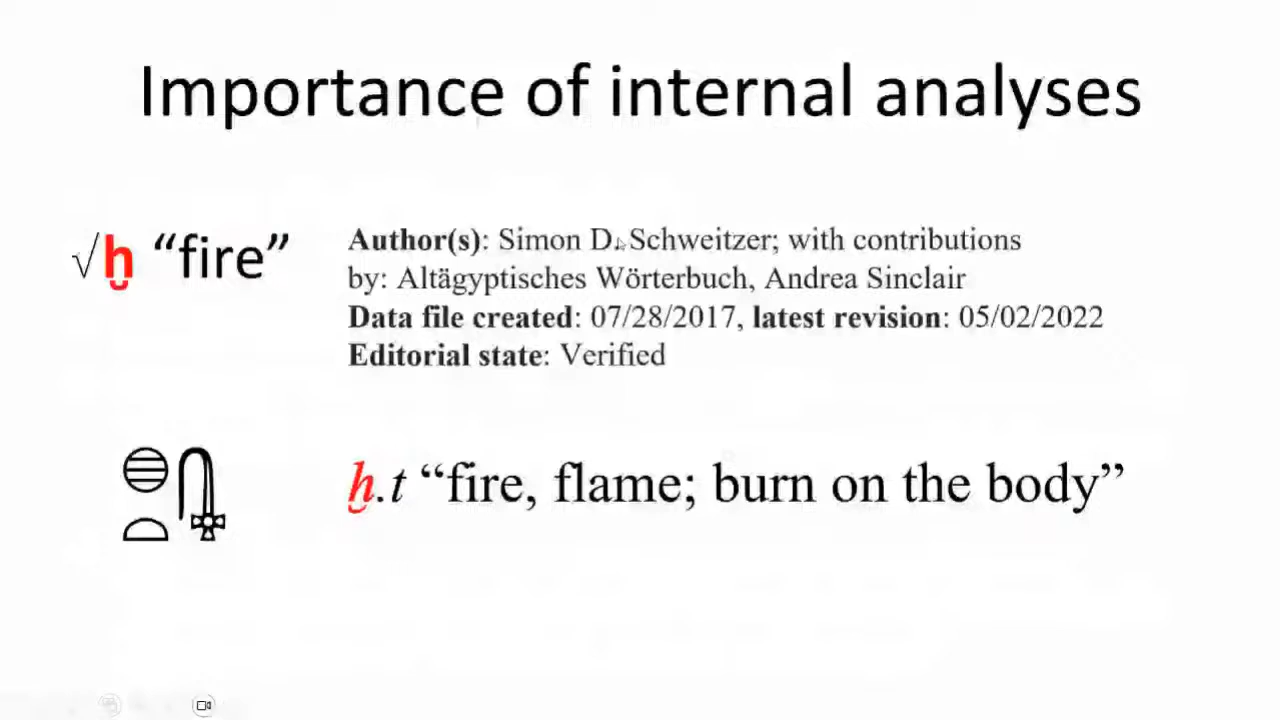 Importance of internal analyses
√ḫ “fire”
Author(s): Simon D. Schweitzer; with contributions
by: Altägyptisches Wörterbuch, Andrea Sinclair
Data file created: 07/28/2017, latest revision: 05/02/2022
Editorial state: Verified
𓐍𓏏𓊮 ḫ.t “fire, flame; burn on the body”